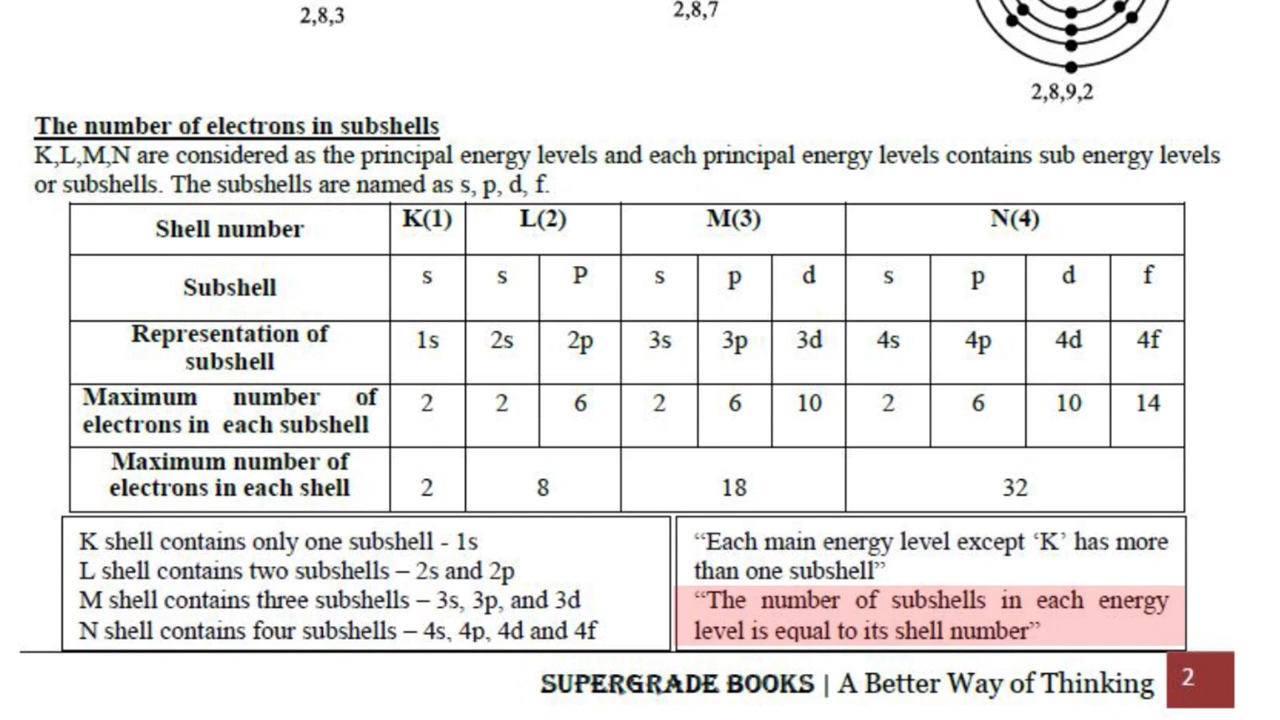 2,8,3
2,8,7
2,8,9,2
The number of electrons in subshells
K,L,M,N are considered as the principal energy levels and each principal energy levels contains sub energy levels
or subshells. The subshells are named as s, p, d, f.
Shell number K(1) L(2) M(3) N(4)
Subshell s s P s p d s p d f
Representation of
subshell 1s 2s 2p 3s 3p 3d 4s 4p 4d 4f
Maximum number of
electrons in each subshell 2 2 6 2 6 10 2 6 10 14
Maximum number of
electrons in each shell 2 8 18 32
K shell contains only one subshell - 1s
L shell contains two subshells – 2s and 2p
M shell contains three subshells – 3s, 3p, and 3d
N shell contains four subshells – 4s, 4p, 4d and 4f
“Each main energy level except ‘K’ has more
than one subshell”
“The number of subshells in each energy
level is equal to its shell number”
SUPERGRADE BOOKS | A Better Way of Thinking 2